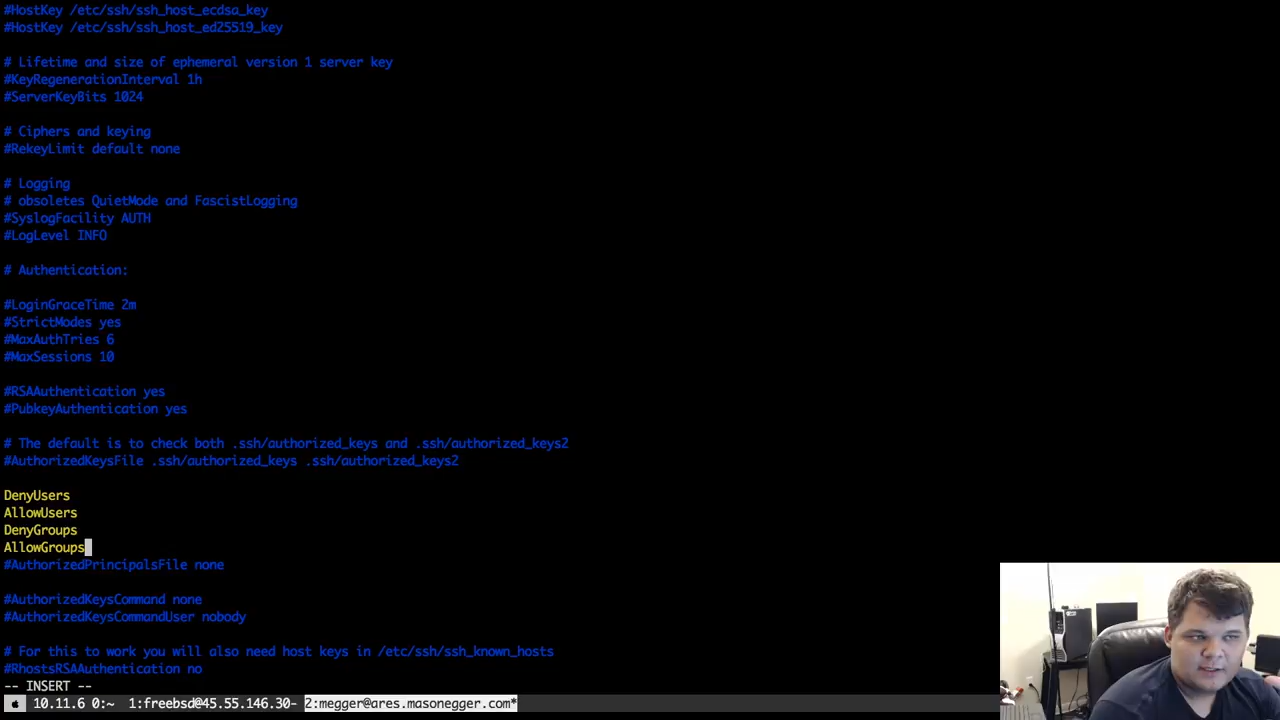 #HostKey /etc/ssh/ssh_host_ecdsa_key
#HostKey /etc/ssh/ssh_host_ed25519_key
# Lifetime and size of ephemeral version 1 server key
#KeyRegenerationInterval 1h
#ServerKeyBits 1024
# Ciphers and keying
#RekeyLimit default none
# Logging
# obsoletes QuietMode and FascistLogging
#SyslogFacility AUTH
#LogLevel INFO
# Authentication:
#LoginGraceTime 2m
#StrictModes yes
#MaxAuthTries 6
#MaxSessions 10
#RSAAuthentication yes
#PubkeyAuthentication yes
# The default is to check both .ssh/authorized_keys and .ssh/authorized_keys2
#AuthorizedKeysFile .ssh/authorized_keys .ssh/authorized_keys2
DenyUsers
AllowUsers
DenyGroups
AllowGroups
#AuthorizedPrincipalsFile none
#AuthorizedKeysCommand none
#AuthorizedKeysCommandUser nobody
# For this to work you will also need host keys in /etc/ssh/ssh_known_hosts
#RhostsRSAAuthentication no
-- INSERT --
10.11.6 0:~ 1:freebsd@45.55.146.30- 2:megger@ares.masonegger.com*